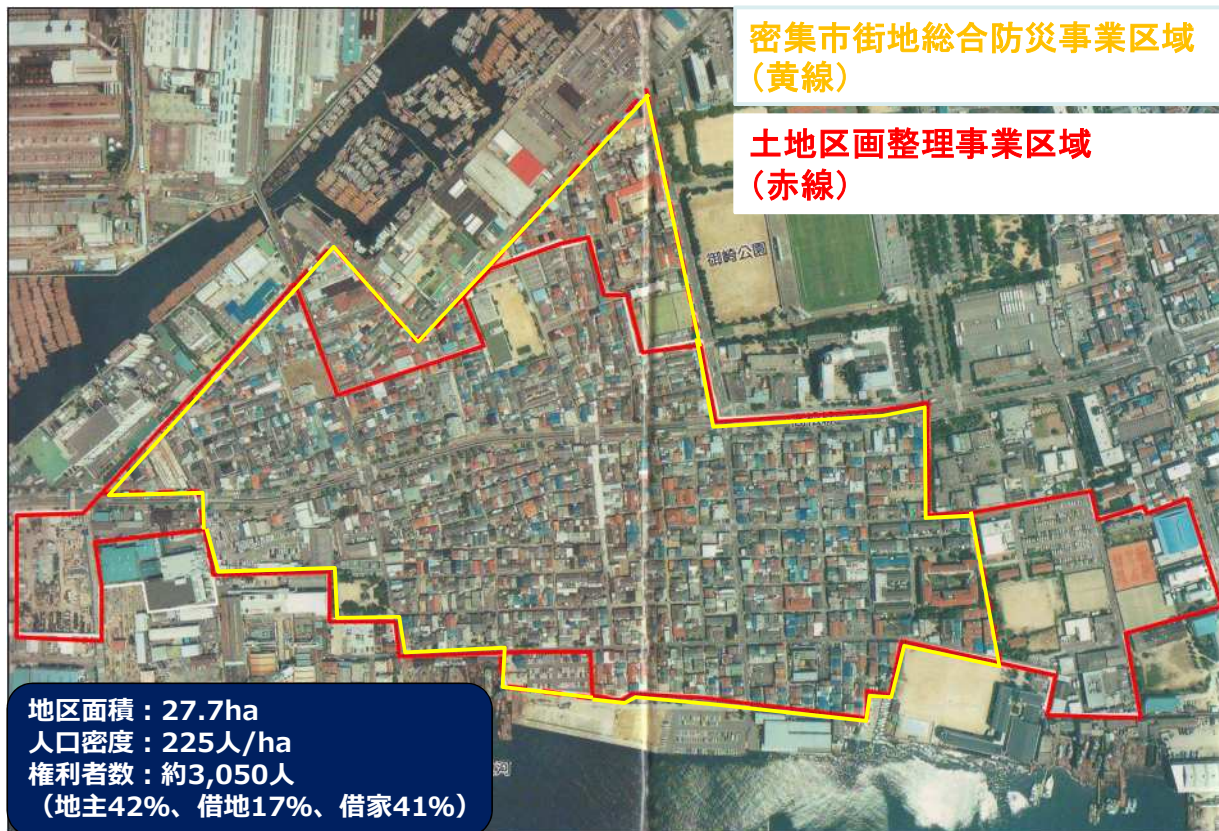 密集市街地総合防災事業区域
(黄線)
土地区画整理事業区域
(赤線)
御崎公園
地区面積：27.7ha
人口密度：225人/ha
権利者数：約3,050人
（地主42%、借地17%、借家41%）
河